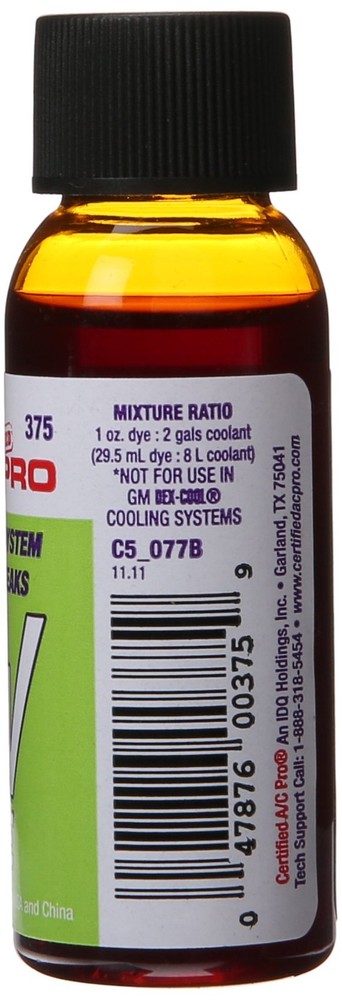 375
PRO
and China
MIXTURE RATIO
1 oz. dye : 2 gals coolant
(29.5 mL dye : 8 L coolant)
*NOT FOR USE IN
GM DEX-COOL®
COOLING SYSTEMS
C5_077B
11.11
0 47876 00375 9
Certified A/C Pro® An IDQ Holdings, Inc. • Garland, TX 75041
Tech Support Call: 1-888-318-5454 • www.certifiedacpro.com